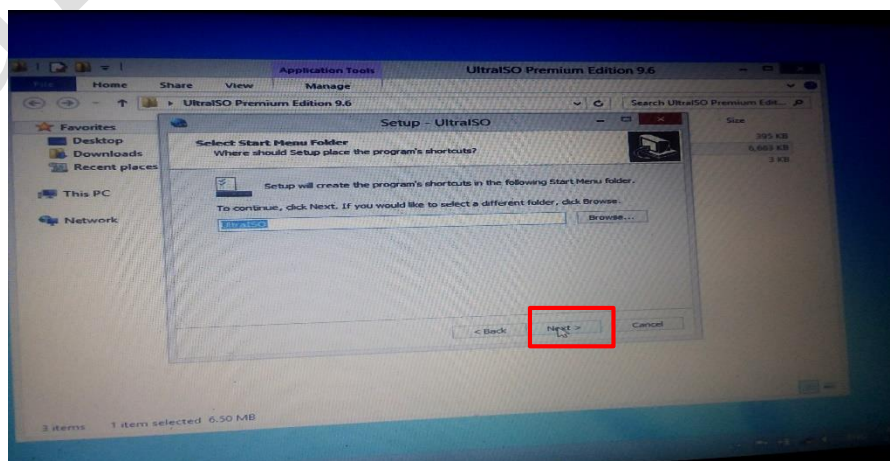 Application Tools
UltraISO Premium Edition 9.6
File Home Share View Manage
UltraISO Premium Edition 9.6
Search UltraISO Premium Edit...
Favorites
Desktop
Downloads
Recent places
This PC
Network
Size
395 KB
6,663 KB
3 KB
Setup - UltraISO
Select Start Menu Folder
Where should Setup place the program's shortcuts?
Setup will create the program's shortcuts in the following Start Menu folder.
To continue, click Next. If you would like to select a different folder, click Browse.
UltraISO
Browse...
< Back
Next >
Cancel
3 items 1 item selected 6.50 MB